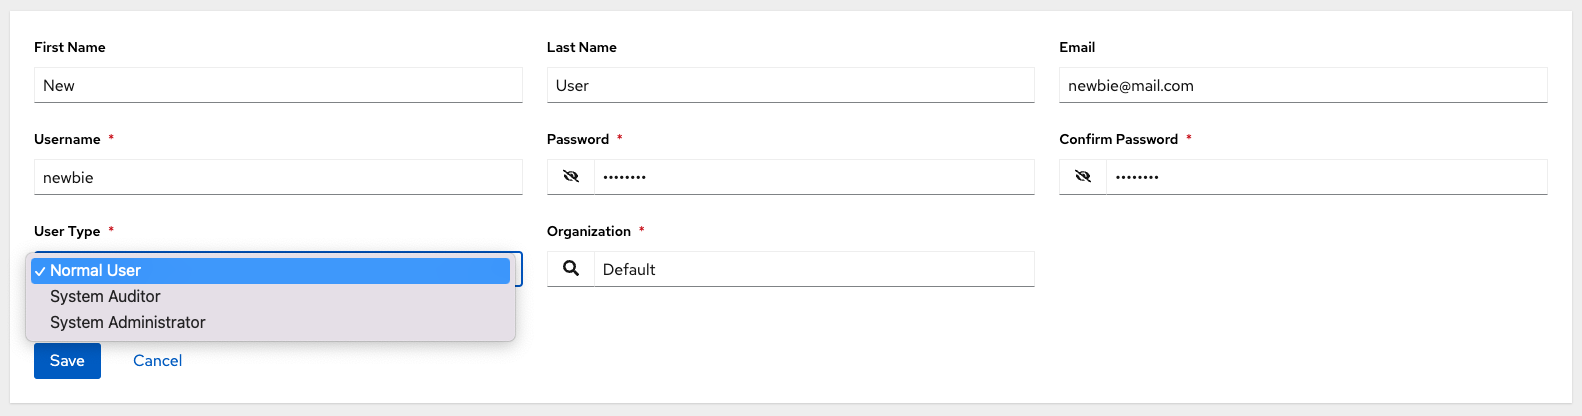 First Name
Last Name
Email
New
User
newbie@mail.com
Username *
Password *
Confirm Password *
newbie
••••••••
••••••••
User Type *
Organization *
✓ Normal User
Default
System Auditor
System Administrator
Save
Cancel